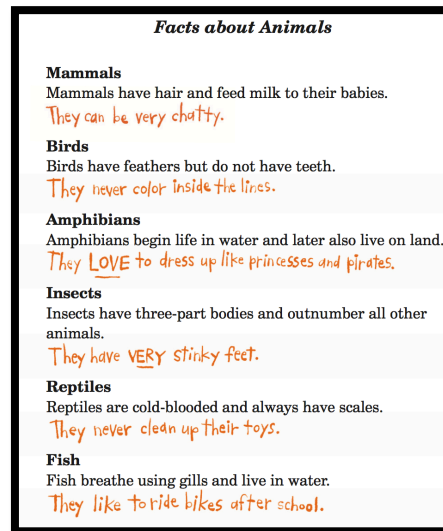 Facts about Animals
Mammals
Mammals have hair and feed milk to their babies.
They can be very chatty.
Birds
Birds have feathers but do not have teeth.
They never color inside the lines.
Amphibians
Amphibians begin life in water and later also live on land.
They LOVE to dress up like princesses and pirates.
Insects
Insects have three-part bodies and outnumber all other
animals.
They have VERY stinky feet.
Reptiles
Reptiles are cold-blooded and always have scales.
They never clean up their toys.
Fish
Fish breathe using gills and live in water.
They like to ride bikes after school.